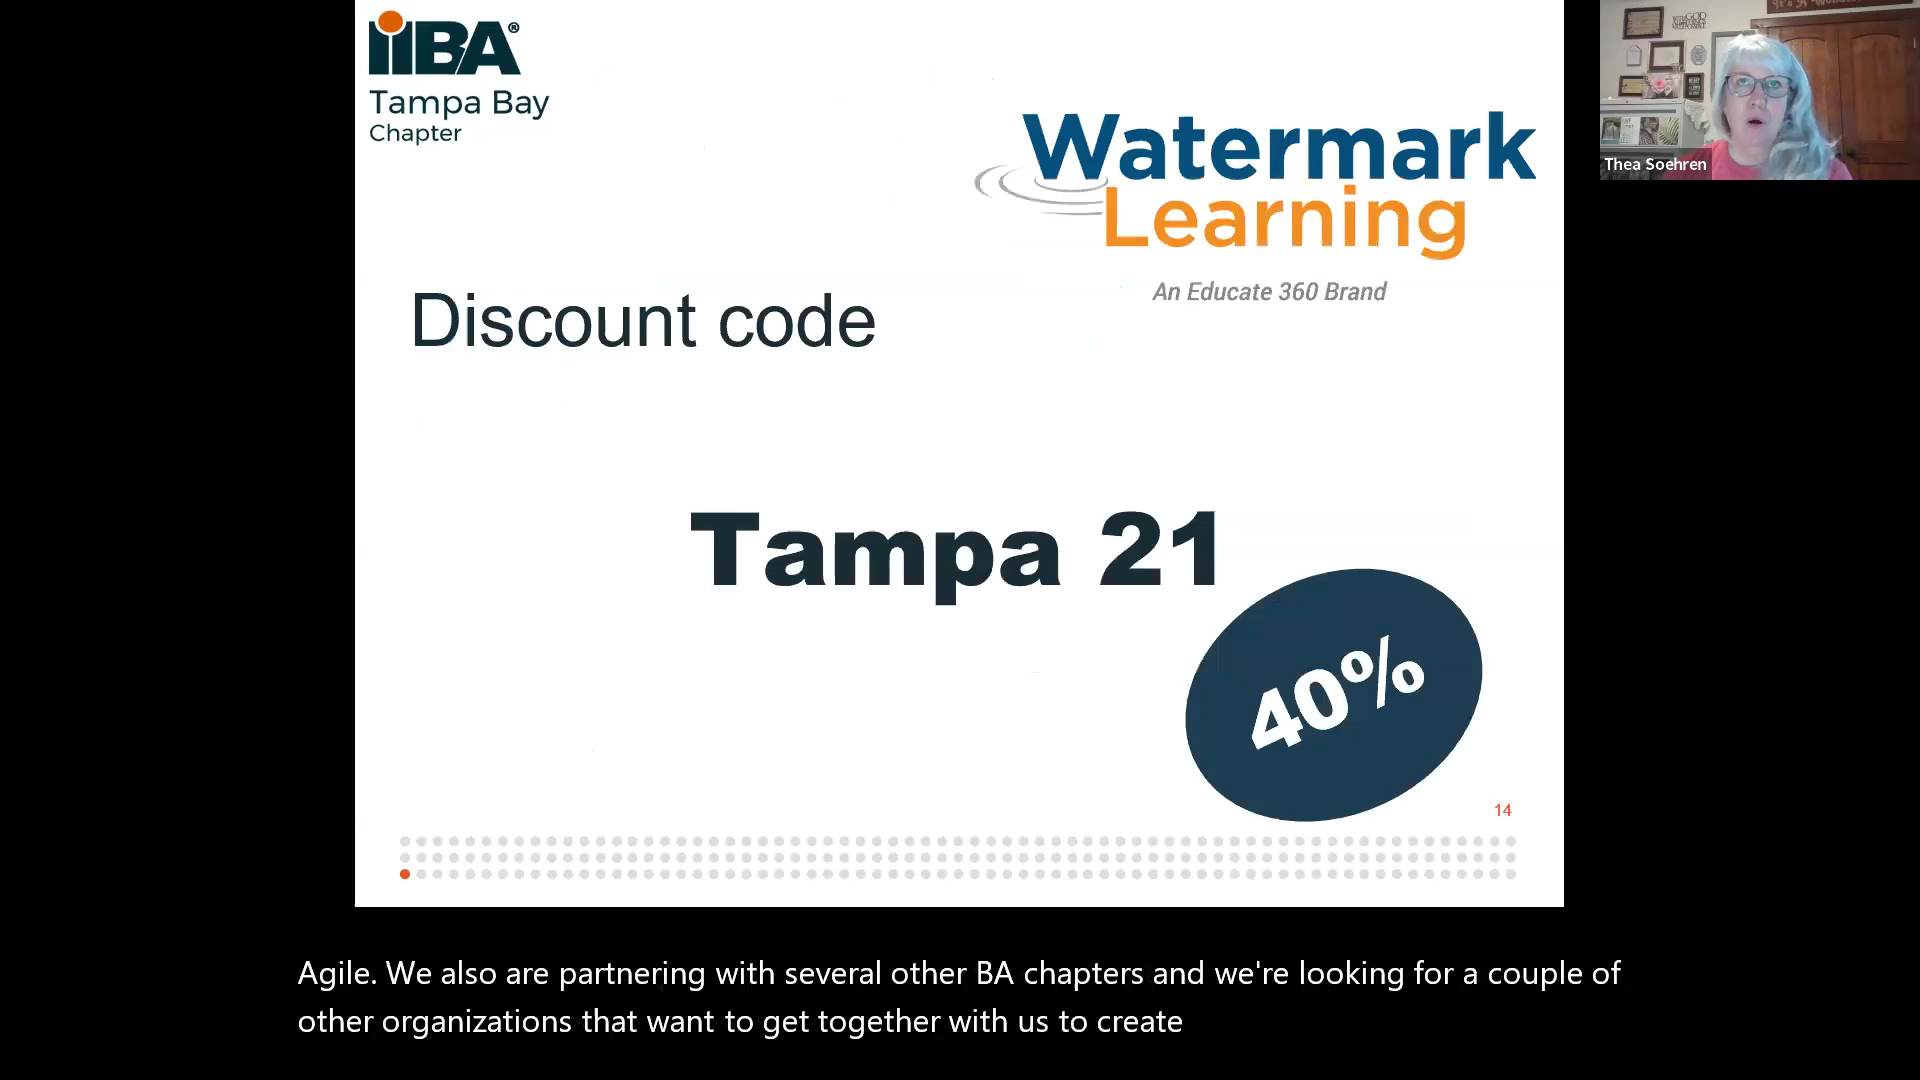 iiBA®
Tampa Bay
Chapter
Watermark
Learning
An Educate 360 Brand
Discount code
Tampa 21
40%
14
Thea Soehren
Agile. We also are partnering with several other BA chapters and we're looking for a couple of
other organizations that want to get together with us to create